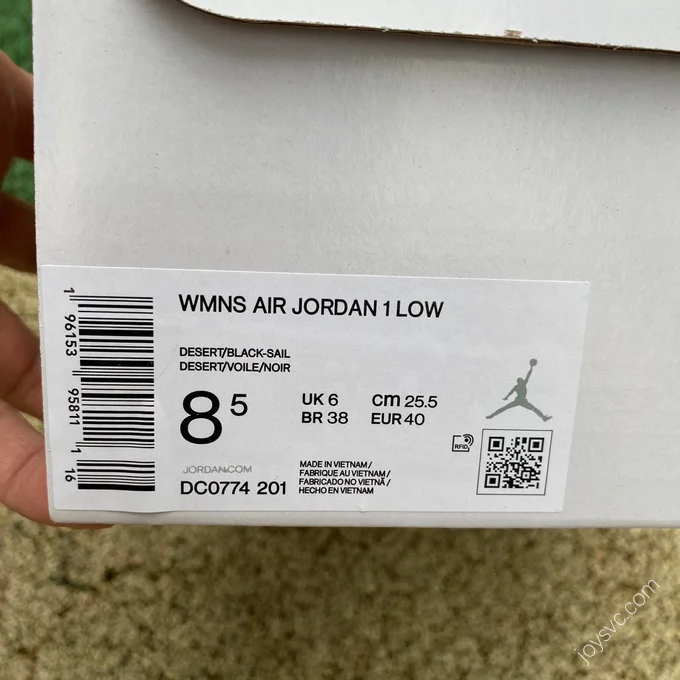 WMNS AIR JORDAN 1 LOW
DESERT/BLACK-SAIL
DESERT/VOILE/NOIR
8 5
UK 6 cm 25.5
BR 38 EUR 40
JORDAN.COM
DC0774 201
MADE IN VIETNAM /
FABRIQUE AU VIETNAM /
FABRICADO NO VIETNÃ /
HECHO EN VIETNAM
RFID
1 96153 95811 16
joysvc.com